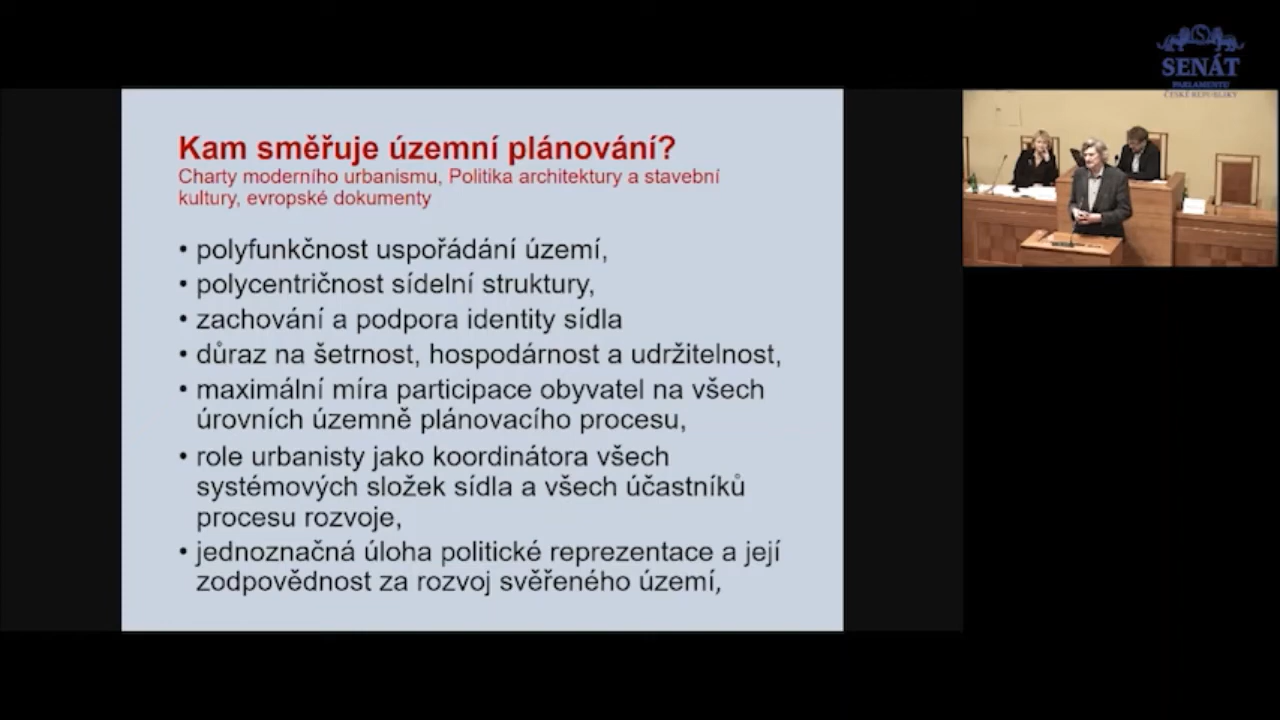 SENÁT
PARLAMENTU
ČESKÉ REPUBLIKY
Kam směřuje územní plánování?
Charty moderního urbanismu, Politika architektury a stavební
kultury, evropské dokumenty
• polyfunkčnost uspořádání území,
• polycentričnost sídelní struktury,
• zachování a podpora identity sídla
• důraz na šetrnost, hospodárnost a udržitelnost,
• maximální míra participace obyvatel na všech
úrovních územně plánovacího procesu,
• role urbanisty jako koordinátora všech
systémových složek sídla a všech účastníků
procesu rozvoje,
• jednoznačná úloha politické reprezentace a její
zodpovědnost za rozvoj svěřeného území,